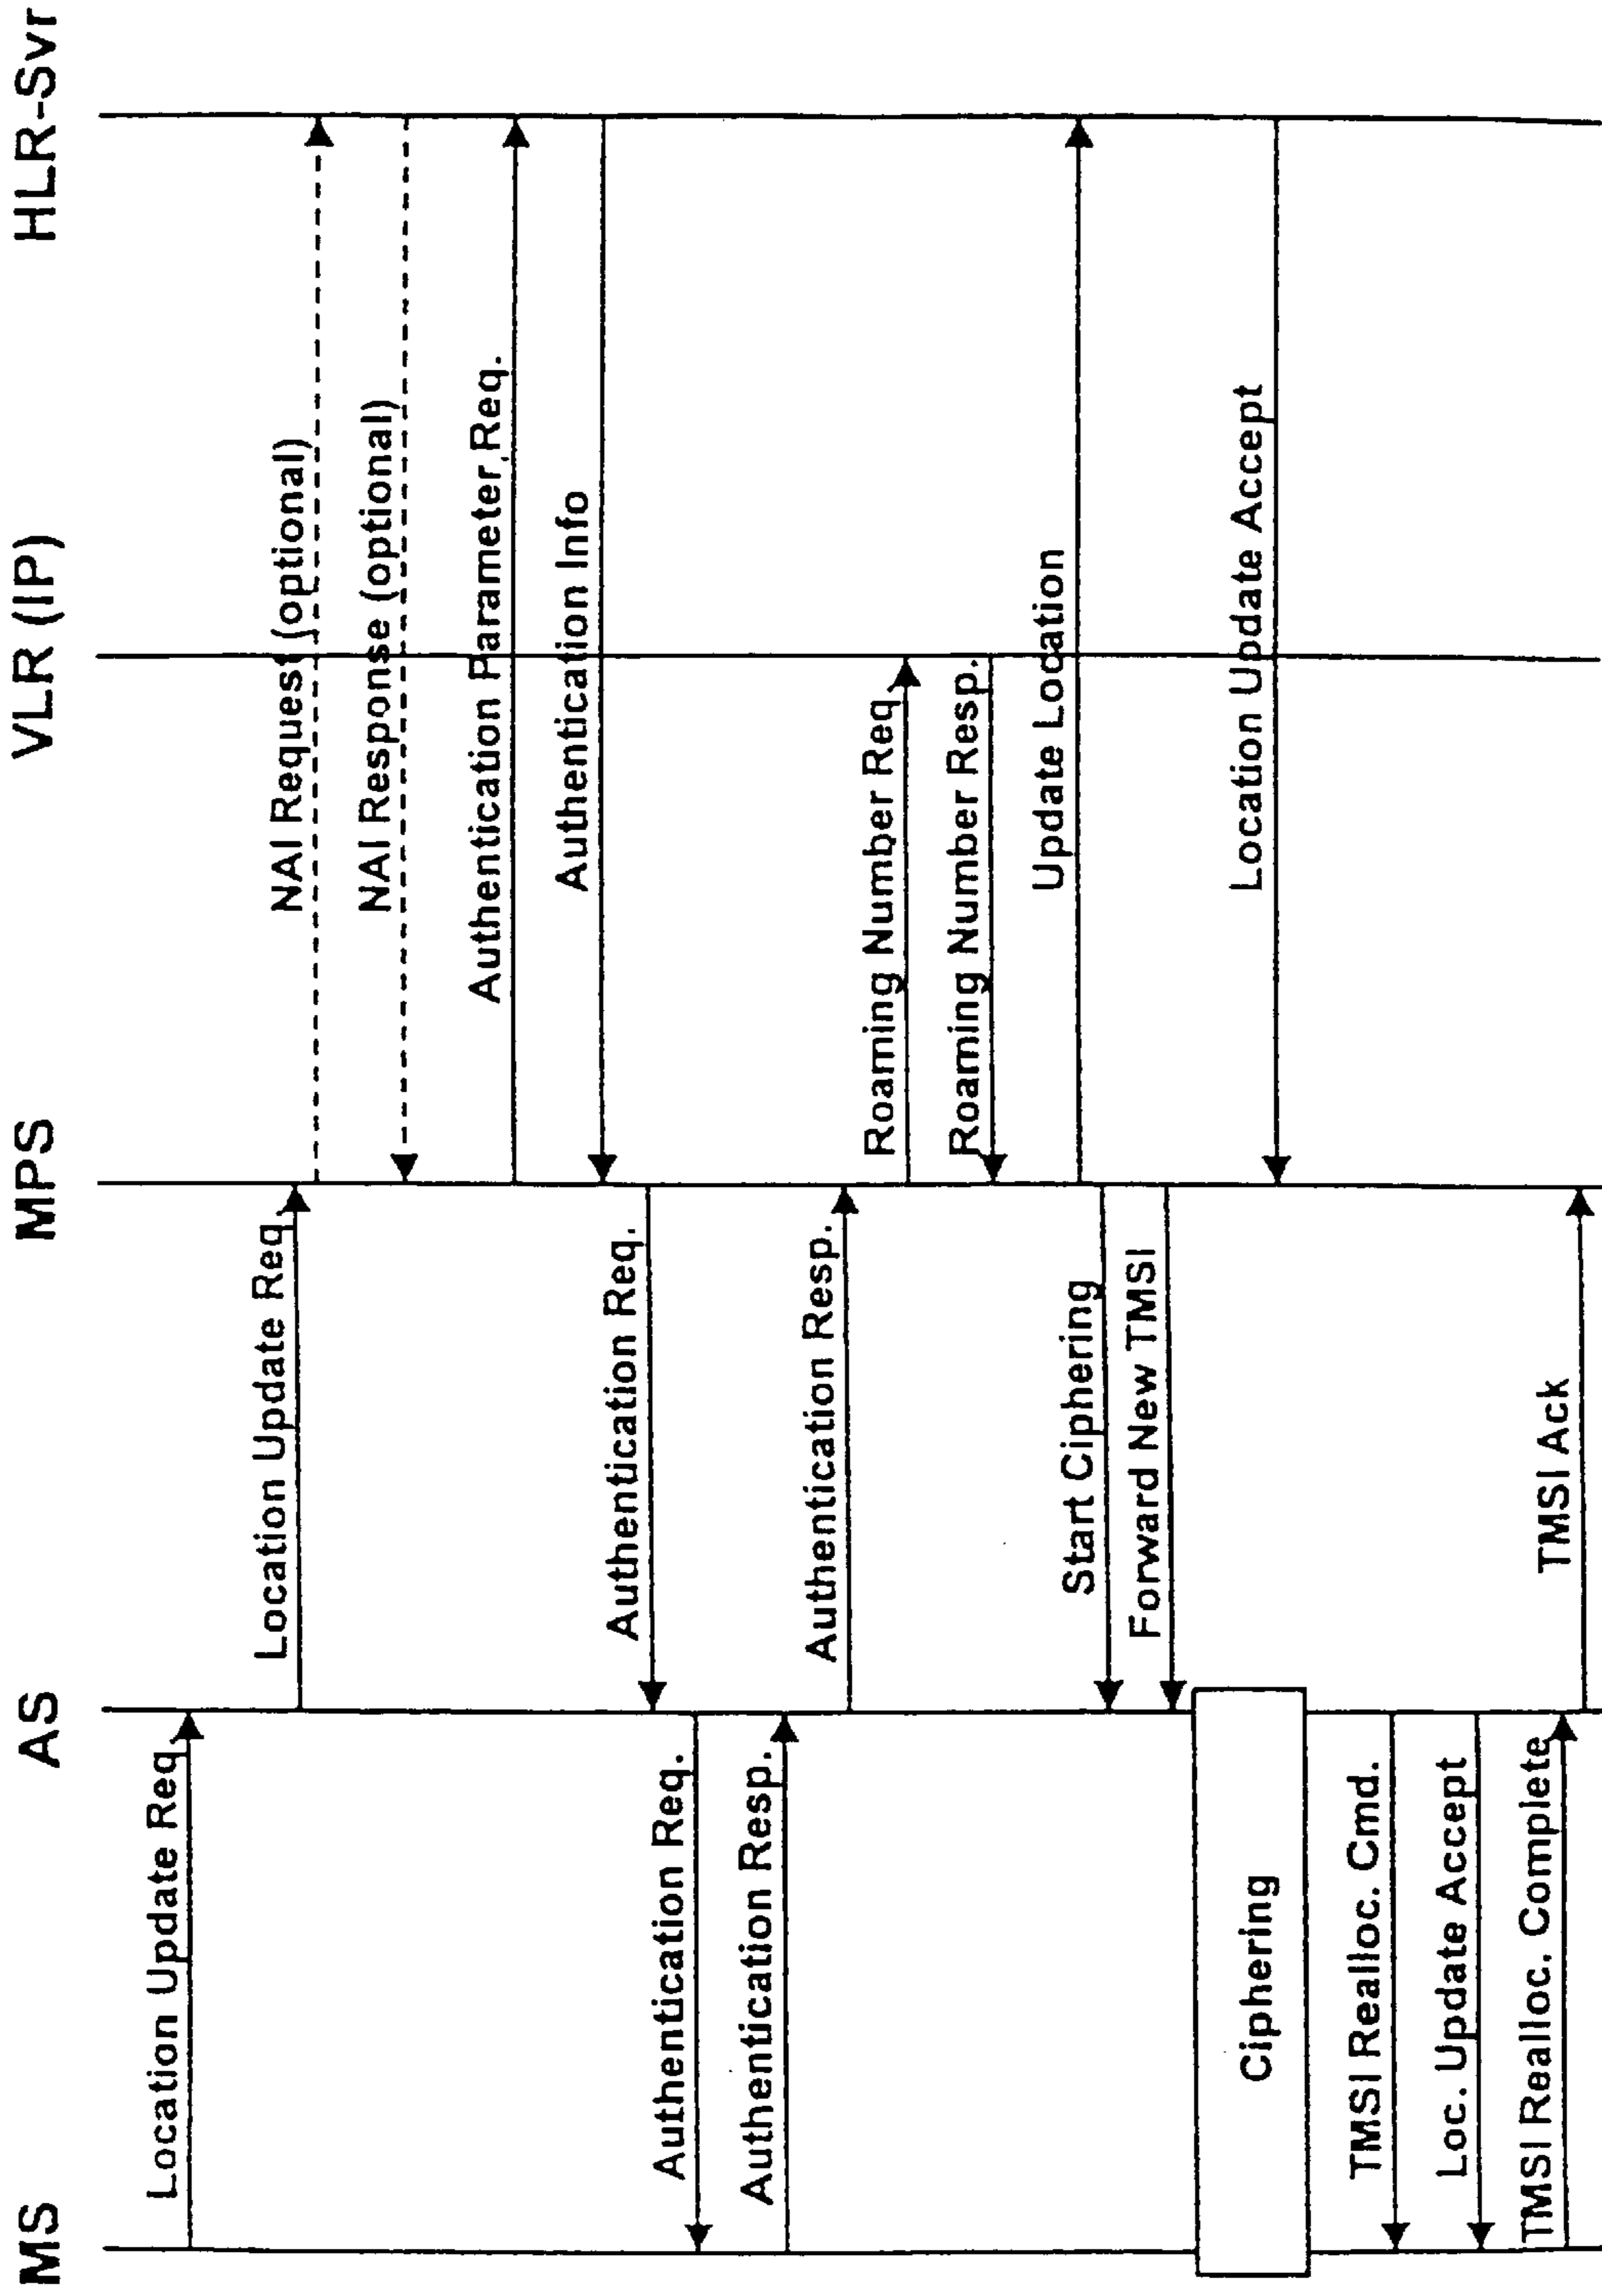 MS
AS
MPS
VLR (IP)
HLR-Svr
Location Update Req.
Location Update Req.
NAI Request (optional)
NAI Response (optional)
Authentication Parameter Req.
Authentication Info
Authentication Req.
Authentication Req.
Authentication Resp.
Authentication Resp.
Roaming Number Req.
Roaming Number Resp.
Update Location
Start Ciphering
Forward New TMSI
Ciphering
Location Update Accept
TMSI Realloc. Cmd.
Loc. Update Accept
TMSI Realloc. Complete
TMSI Ack